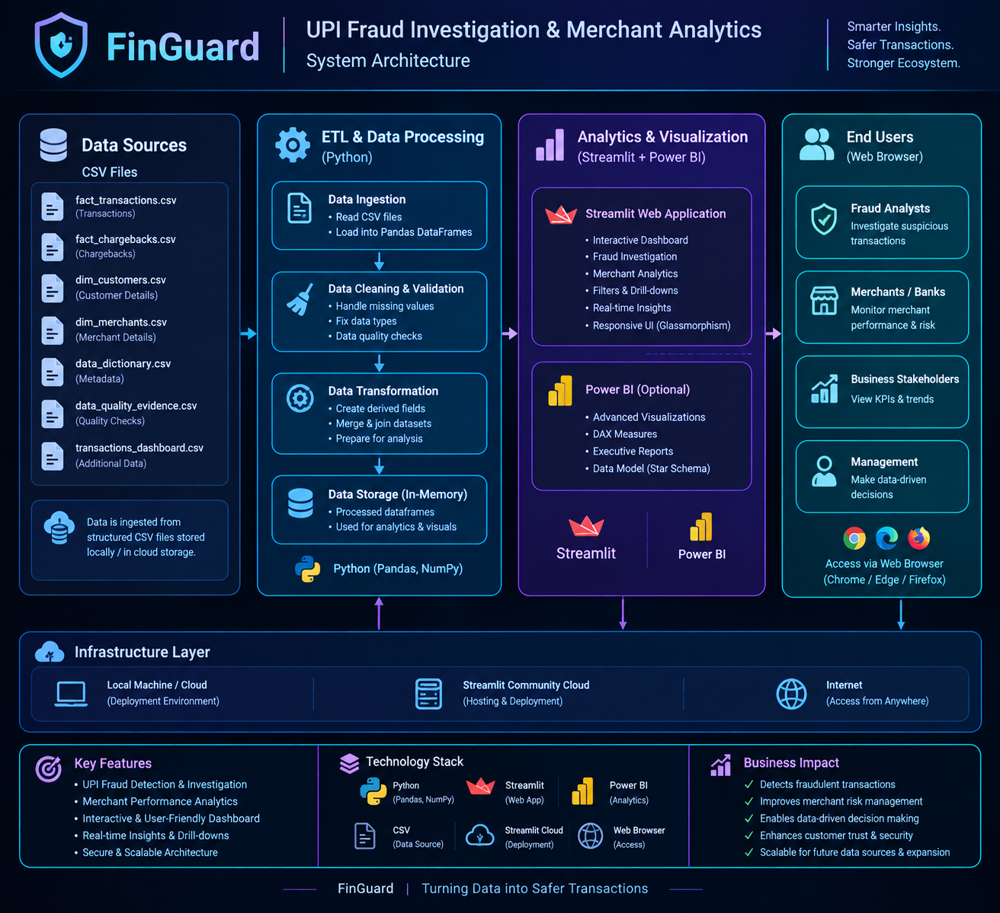 FinGuard
UPI Fraud Investigation & Merchant Analytics
System Architecture
Smarter Insights.
Safer Transactions.
Stronger Ecosystem.
Data Sources
CSV Files
fact_transactions.csv
(Transactions)
fact_chargebacks.csv
(Chargebacks)
dim_customers.csv
(Customer Details)
dim_merchants.csv
(Merchant Details)
data_dictionary.csv
(Metadata)
data_quality_evidence.csv
(Quality Checks)
transactions_dashboard.csv
(Additional Data)
Data is ingested from
structured CSV files stored
locally / in cloud storage.
ETL & Data Processing
(Python)
Data Ingestion
• Read CSV files
• Load into Pandas DataFrames
Data Cleaning & Validation
• Handle missing values
• Fix data types
• Data quality checks
Data Transformation
• Create derived fields
• Merge & join datasets
• Prepare for analysis
Data Storage (In-Memory)
• Processed dataframes
• Used for analytics & visuals
Python (Pandas, NumPy)
Analytics & Visualization
(Streamlit + Power BI)
Streamlit Web Application
• Interactive Dashboard
• Fraud Investigation
• Merchant Analytics
• Filters & Drill-downs
• Real-time Insights
• Responsive UI (Glassmorphism)
Power BI (Optional)
• Advanced Visualizations
• DAX Measures
• Executive Reports
• Data Model (Star Schema)
Streamlit
Power BI
End Users
(Web Browser)
Fraud Analysts
Investigate suspicious
transactions
Merchants / Banks
Monitor merchant
performance & risk
Business Stakeholders
View KPIs & trends
Management
Make data-driven
decisions
Access via Web Browser
(Chrome / Edge / Firefox)
Infrastructure Layer
Local Machine / Cloud
(Deployment Environment)
Streamlit Community Cloud
(Hosting & Deployment)
Internet
(Access from Anywhere)
Key Features
• UPI Fraud Detection & Investigation
• Merchant Performance Analytics
• Interactive & User-Friendly Dashboard
• Real-time Insights & Drill-downs
• Secure & Scalable Architecture
Technology Stack
Python
(Pandas, NumPy)
Streamlit
(Web App)
Power BI
(Analytics)
CSV
(Data Source)
Streamlit Cloud
(Deployment)
Web Browser
(Access)
Business Impact
✓ Detects fraudulent transactions
✓ Improves merchant risk management
✓ Enables data-driven decision making
✓ Enhances customer trust & security
✓ Scalable for future data sources & expansion
FinGuard | Turning Data into Safer Transactions